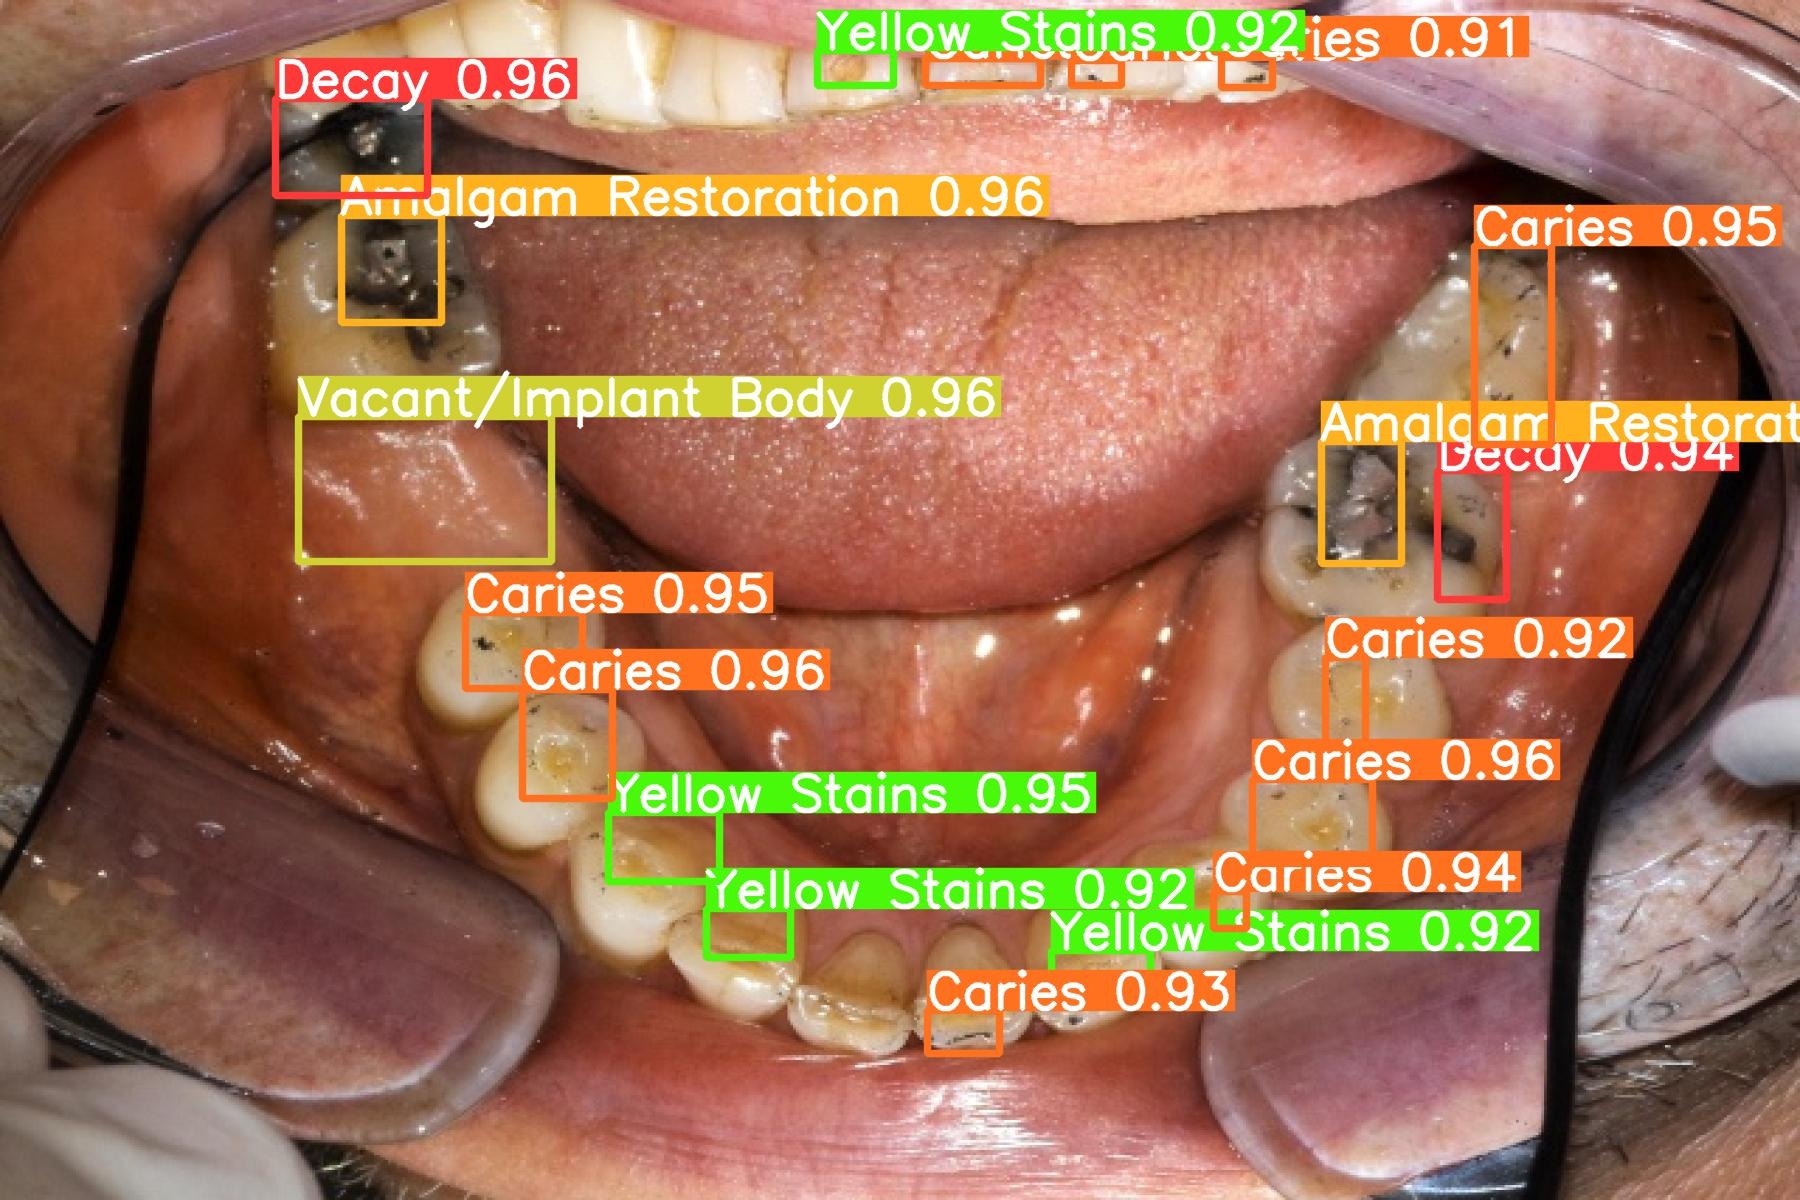 Yellow Stains 0.92
ries 0.91
Decay 0.96
Amalgam Restoration 0.96
Caries 0.95
Vacant/Implant Body 0.96
Amalgam Restorat
Decay 0.94
Caries 0.95
Caries 0.92
Caries 0.96
Caries 0.96
Yellow Stains 0.95
Caries 0.94
Yellow Stains 0.92
Yellow Stains 0.92
Caries 0.93